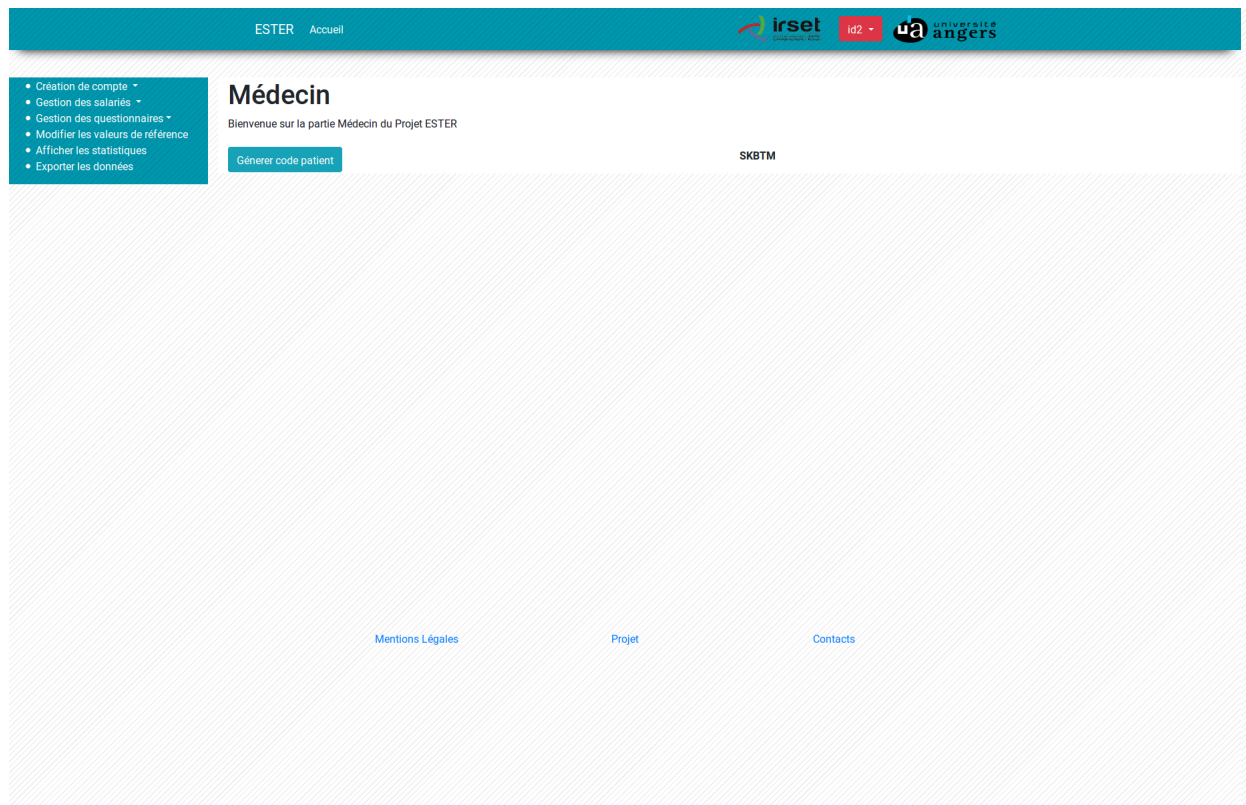 ESTER Accueil irset id2 université angers
Création de compte
Gestion des salariés
Gestion des questionnaires
Modifier les valeurs de référence
Afficher les statistiques
Exporter les données
Médecin
Bienvenue sur la partie Médecin du Projet ESTER
Génerer code patient SKBTM
Mentions Légales Projet Contacts